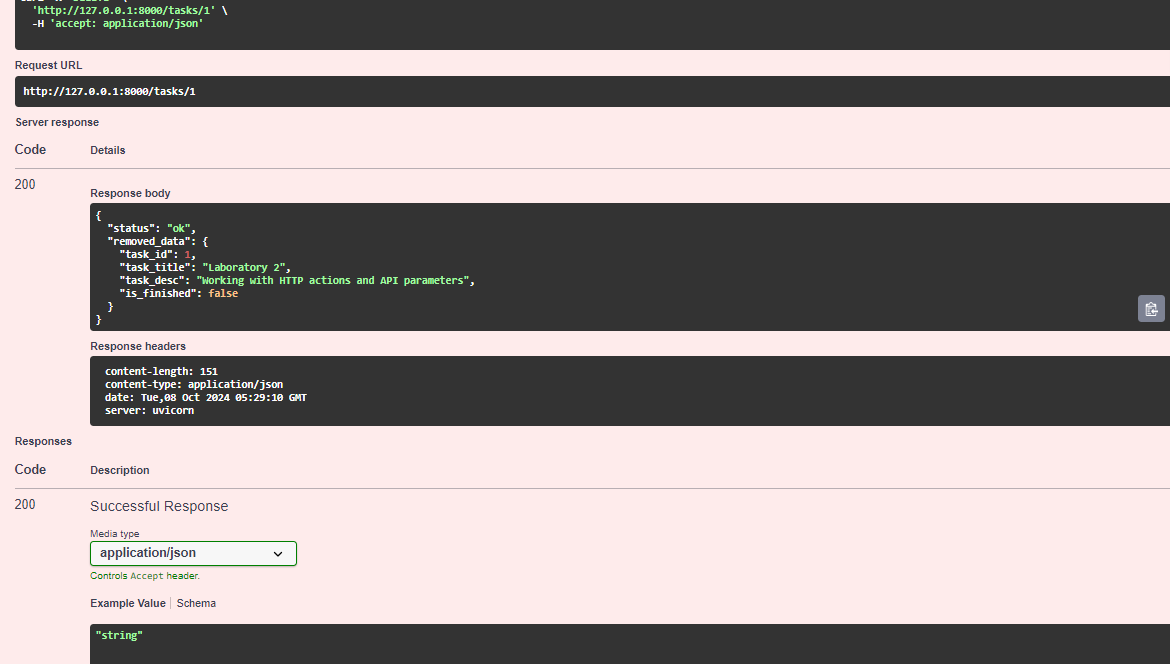 'http://127.0.0.1:8000/tasks/1' \
-H 'accept: application/json'
Request URL
http://127.0.0.1:8000/tasks/1
Server response
Code Details
200
Response body
{
"status": "ok",
"removed_data": {
"task_id": 1,
"task_title": "Laboratory 2",
"task_desc": "Working with HTTP actions and API parameters",
"is_finished": false
}
}
Response headers
content-length: 151
content-type: application/json
date: Tue,08 Oct 2024 05:29:10 GMT
server: uvicorn
Responses
Code Description
200 Successful Response
Media type
application/json
Controls Accept header.
Example Value Schema
"string"